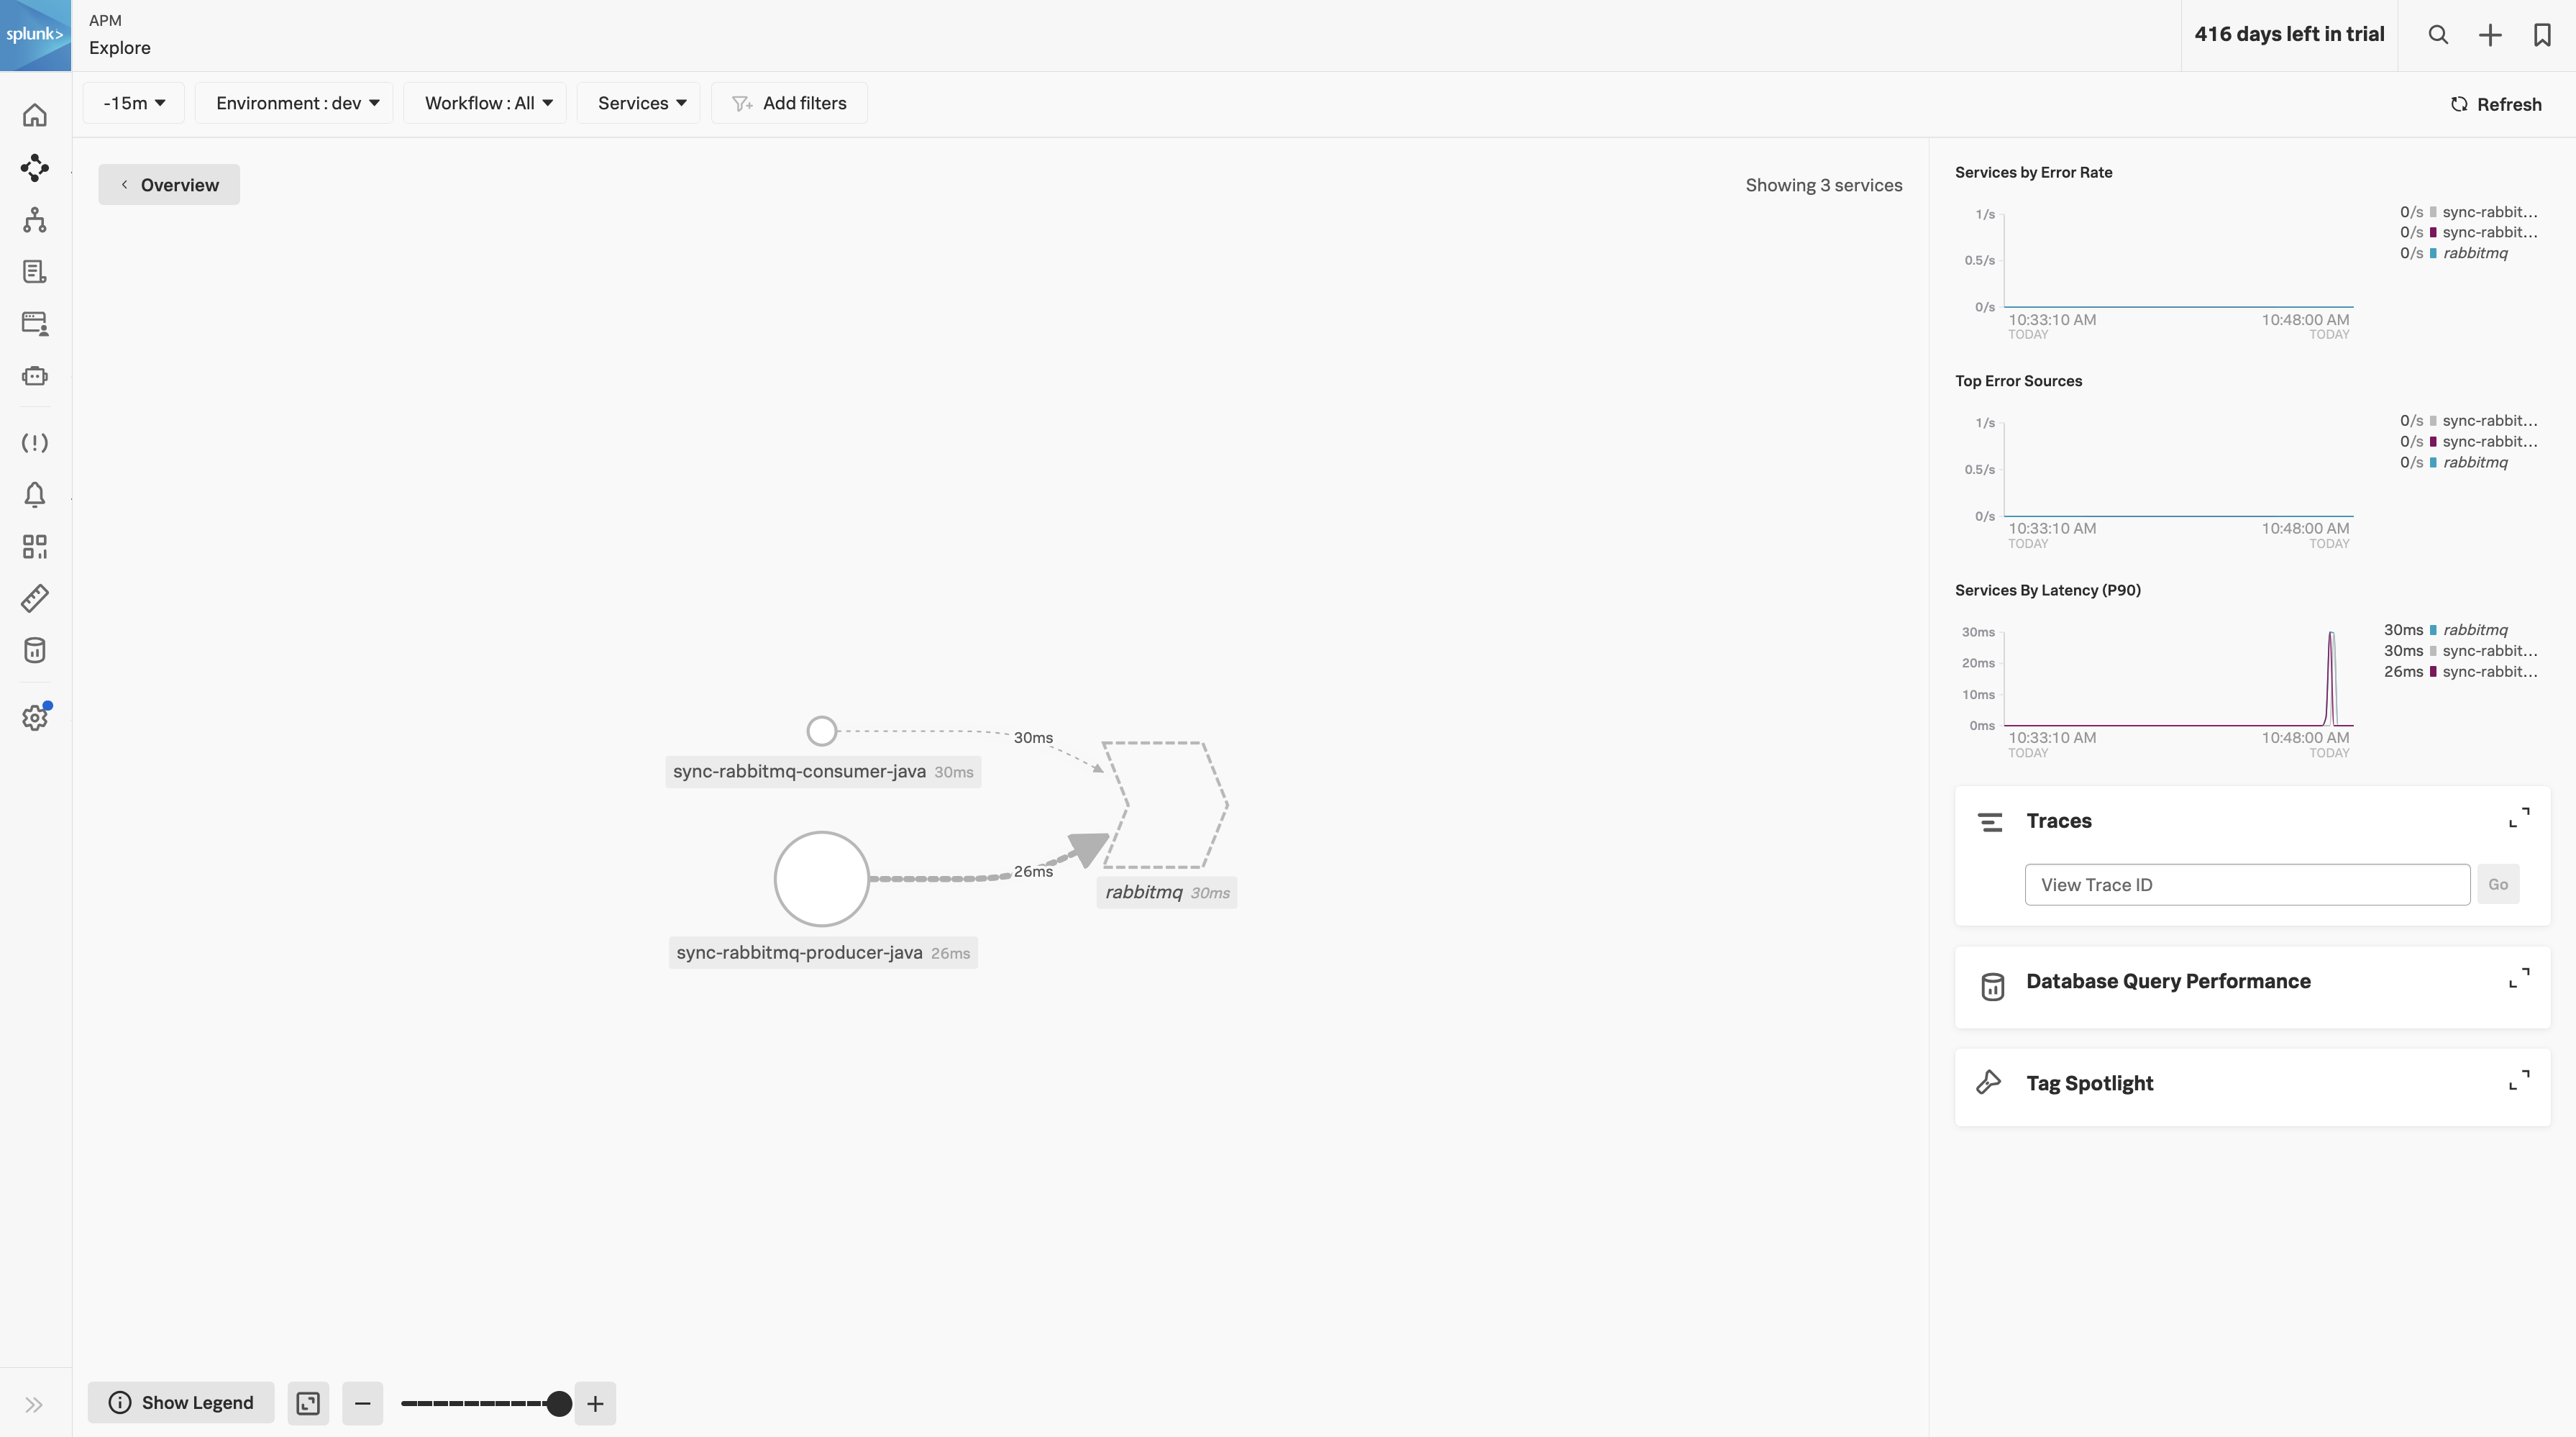 splunk>
APM
Explore
416 days left in trial
-15m
Environment : dev
Workflow : All
Services
Add filters
Refresh
Overview
Showing 3 services
30ms
sync-rabbitmq-consumer-java 30ms
26ms
rabbitmq 30ms
sync-rabbitmq-producer-java 26ms
Show Legend
Services by Error Rate
1/s
0.5/s
0/s
10:33:10 AM
TODAY
10:48:00 AM
TODAY
0/s sync-rabbit...
0/s sync-rabbit...
0/s rabbitmq
Top Error Sources
1/s
0.5/s
0/s
10:33:10 AM
TODAY
10:48:00 AM
TODAY
0/s sync-rabbit...
0/s sync-rabbit...
0/s rabbitmq
Services By Latency (P90)
30ms
20ms
10ms
0ms
10:33:10 AM
TODAY
10:48:00 AM
TODAY
30ms rabbitmq
30ms sync-rabbit...
26ms sync-rabbit...
Traces
View Trace ID
Go
Database Query Performance
Tag Spotlight